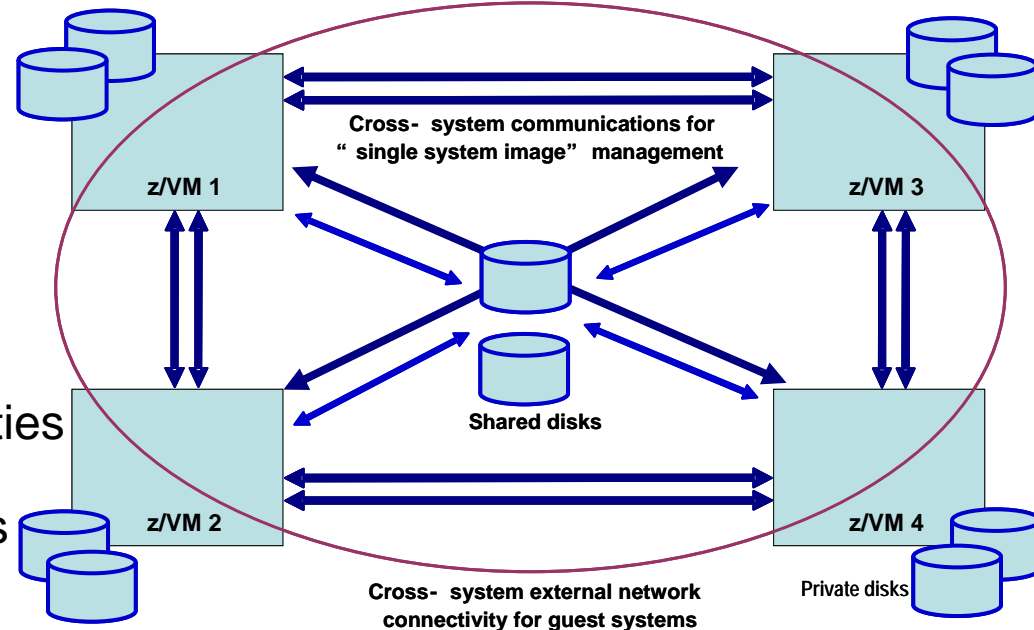 Cross- system communications for
“ single system image” management
z/VM 1
z/VM 3
Shared disks
ties
s
z/VM 2
z/VM 4
Private disks
Cross- system external network
connectivity for guest systems